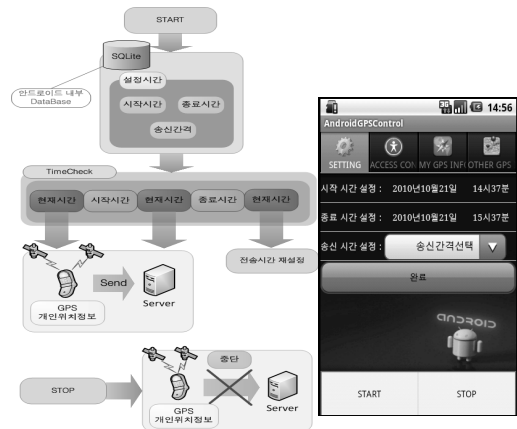 START
SQLite
안드로이드 내부
DataBase
설정시간
시작시간
종료시간
송신간격
TimeCheck
현재시간
시작시간
현재시간
종료시간
현재시간
Send
GPS
개인위치정보
Server
전송시간 재설정
STOP
중단
GPS
개인위치정보
Server
3G
14:56
AndroidGPSControl
SETTING
ACCESS CON
MY GPS INF
OTHER GPS
시작 시간 설정 : 2010년10월21일 14시37분
종료 시간 설정 : 2010년10월21일 15시37분
송신 시간 설정 : 송신간격선택
완료
ANDROID
START
STOP